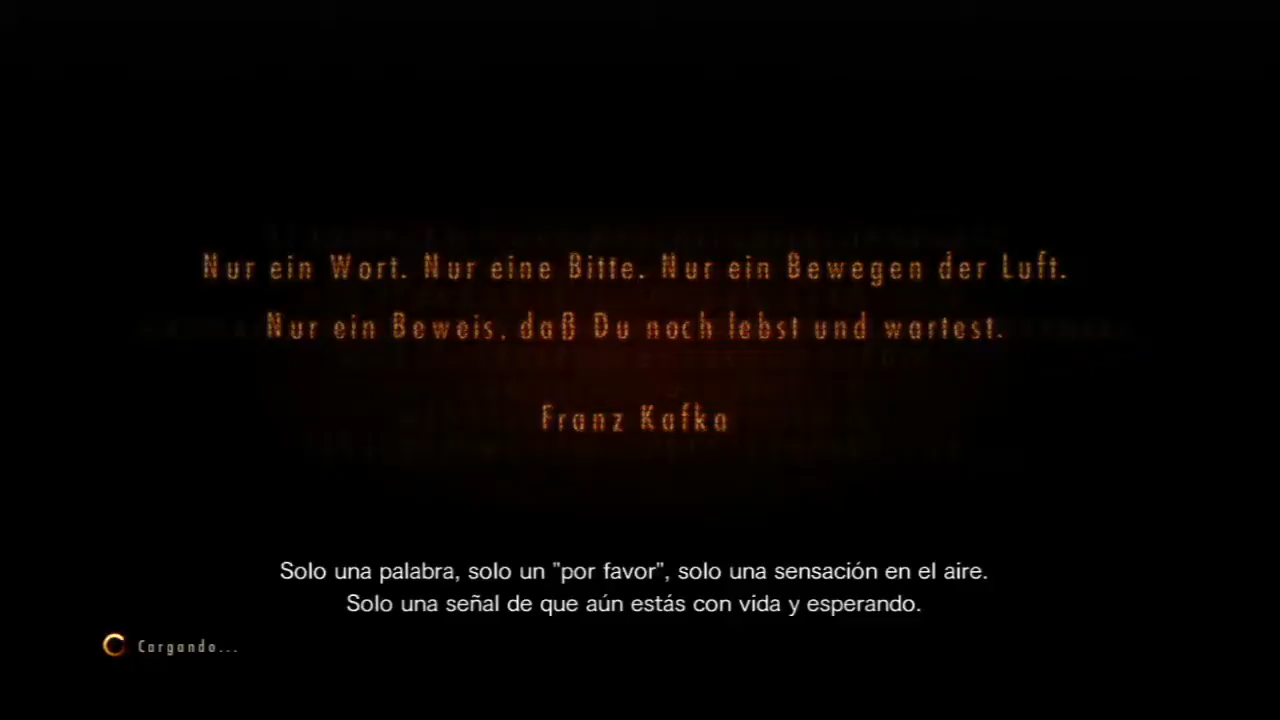 Nur ein Wort. Nur eine Bitte. Nur ein Bewegen der Luft.
Nur ein Beweis, daß Du noch lebst und wartest.
Franz Kafka
Solo una palabra, solo un "por favor", solo una sensación en el aire.
Solo una señal de que aún estás con vida y esperando.
Cargando...